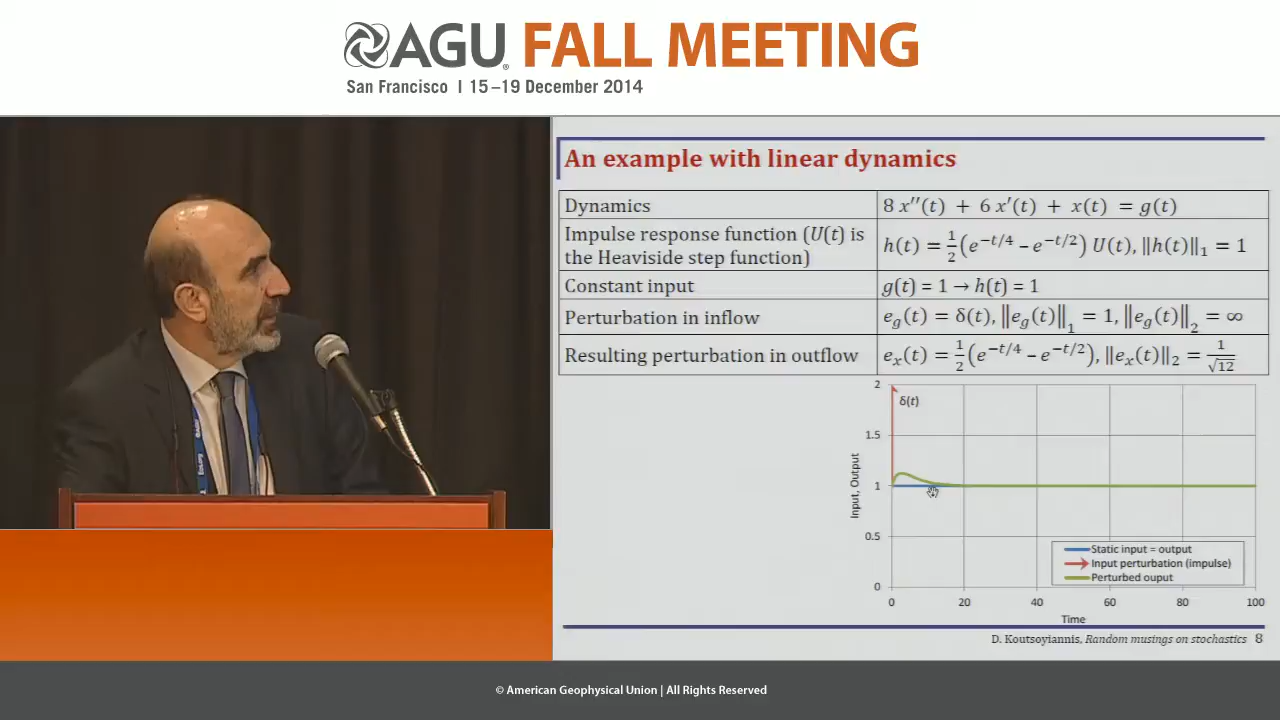 AGU FALL MEETING
San Francisco | 15–19 December 2014
An example with linear dynamics
Dynamics 8 x″(t) + 6 x′(t) + x(t) = g(t)
Impulse response function (U(t) is
the Heaviside step function) h(t) = 1/2 (e^{−t/4} – e^{−t/2}) U(t), ‖h(t)‖₁ = 1
Constant input g(t) = 1 → h(t) = 1
Perturbation in inflow e_g(t) = δ(t), ‖e_g(t)‖₁ = 1, ‖e_g(t)‖₂ = ∞
Resulting perturbation in outflow e_x(t) = 1/2 (e^{−t/4} – e^{−t/2}), ‖e_x(t)‖₂ = 1/√12
2
δ(t)
1.5
1
0.5
0
Input, Output
Static input = output
Input perturbation (impulse)
Perturbed ouput
0 20 40 60 80 100
Time
D. Koutsoyiannis, Random musings on stochastics 8
© American Geophysical Union | All Rights Reserved